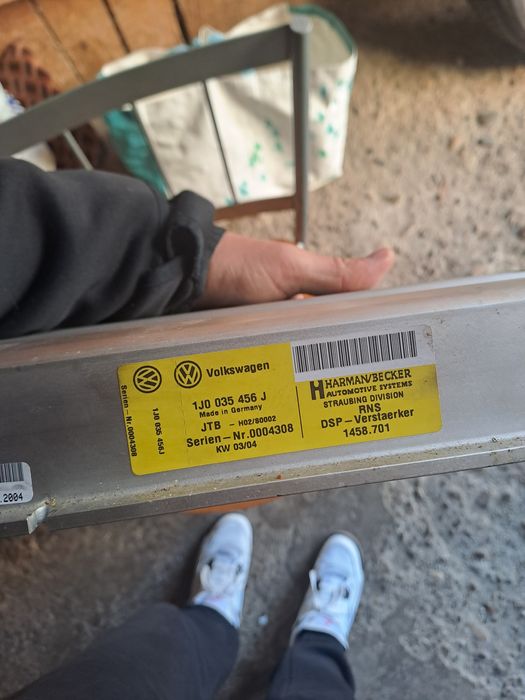 Serien-Nr.0004308
1J0 035 456J
Volkswagen
1J0 035 456 J
Made in Germany
JTB - H02/80002
Serien-Nr.0004308
KW 03/04
HARMAN/BECKER
AUTOMOTIVE SYSTEMS
STRAUBING DIVISION
RNS
DSP-Verstaerker
1458.701
.2004